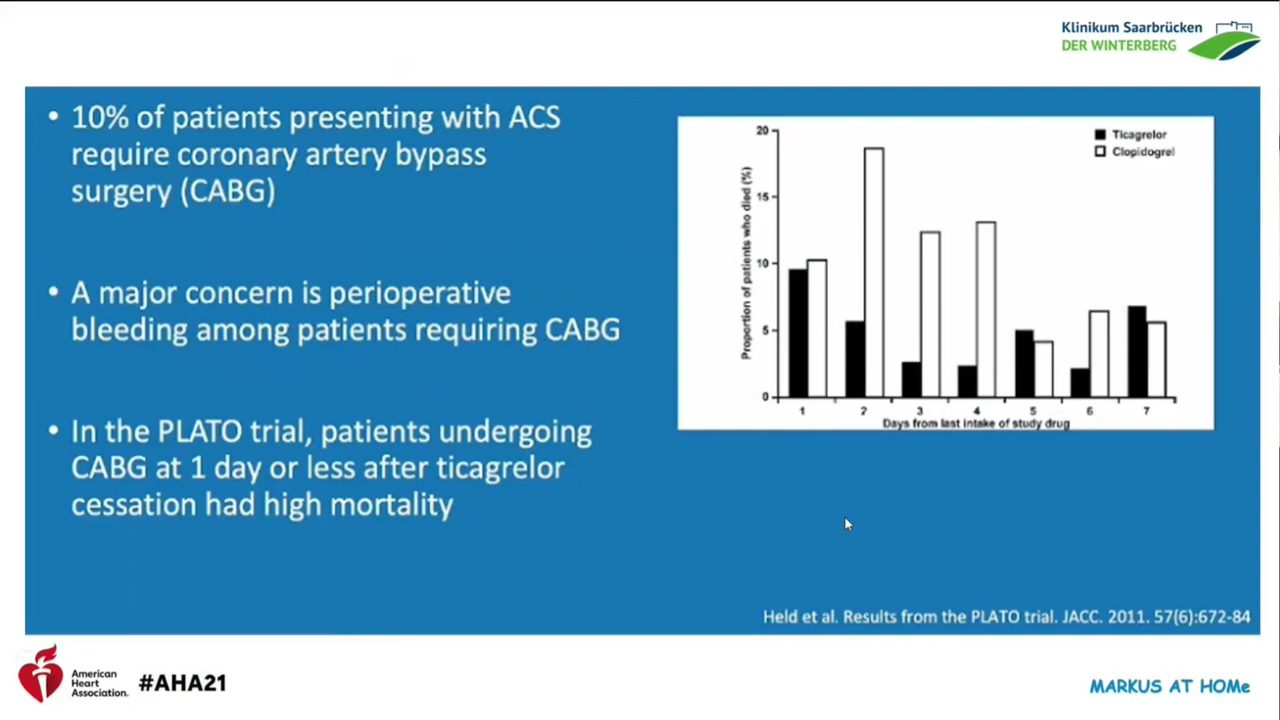 Klinikum Saarbrücken
DER WINTERBERG
• 10% of patients presenting with ACS
require coronary artery bypass
surgery (CABG)
• A major concern is perioperative
bleeding among patients requiring CABG
• In the PLATO trial, patients undergoing
CABG at 1 day or less after ticagrelor
cessation had high mortality
Ticagrelor
Clopidogrel
Proportion of patients who died (%)
20
15
10
5
0
1 2 3 4 5 6 7
Days from last intake of study drug
Held et al. Results from the PLATO trial. JACC. 2011. 57(6):672-84
American
Heart
Association.
#AHA21
MARKUS AT HOMe